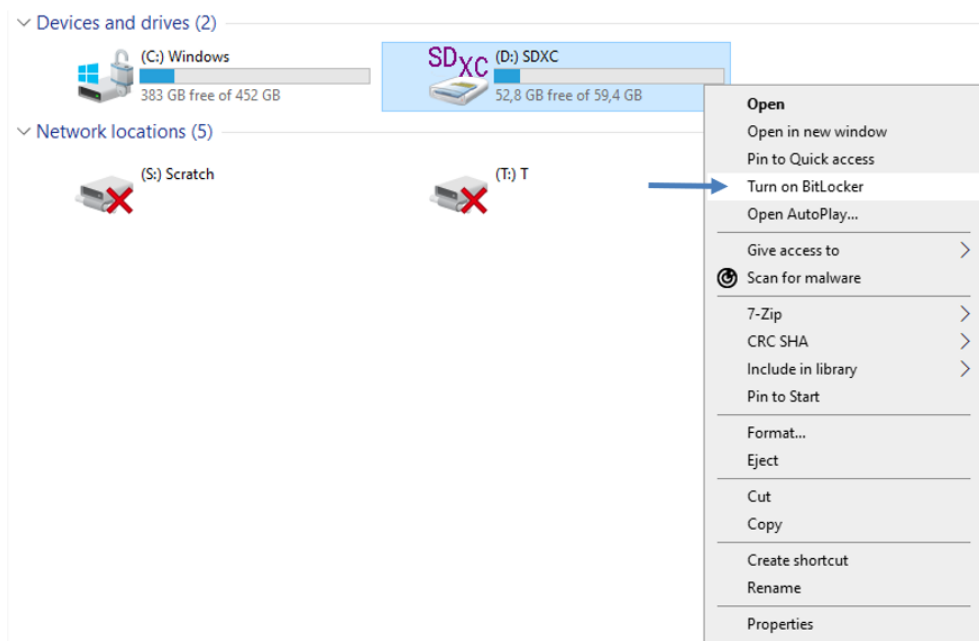 Devices and drives (2)
(C:) Windows
383 GB free of 452 GB
SDXC
(D:) SDXC
52,8 GB free of 59,4 GB
Network locations (5)
(S:) Scratch
(T:) T
Open
Open in new window
Pin to Quick access
Turn on BitLocker
Open AutoPlay...
Give access to
Scan for malware
7-Zip
CRC SHA
Include in library
Pin to Start
Format...
Eject
Cut
Copy
Create shortcut
Rename
Properties